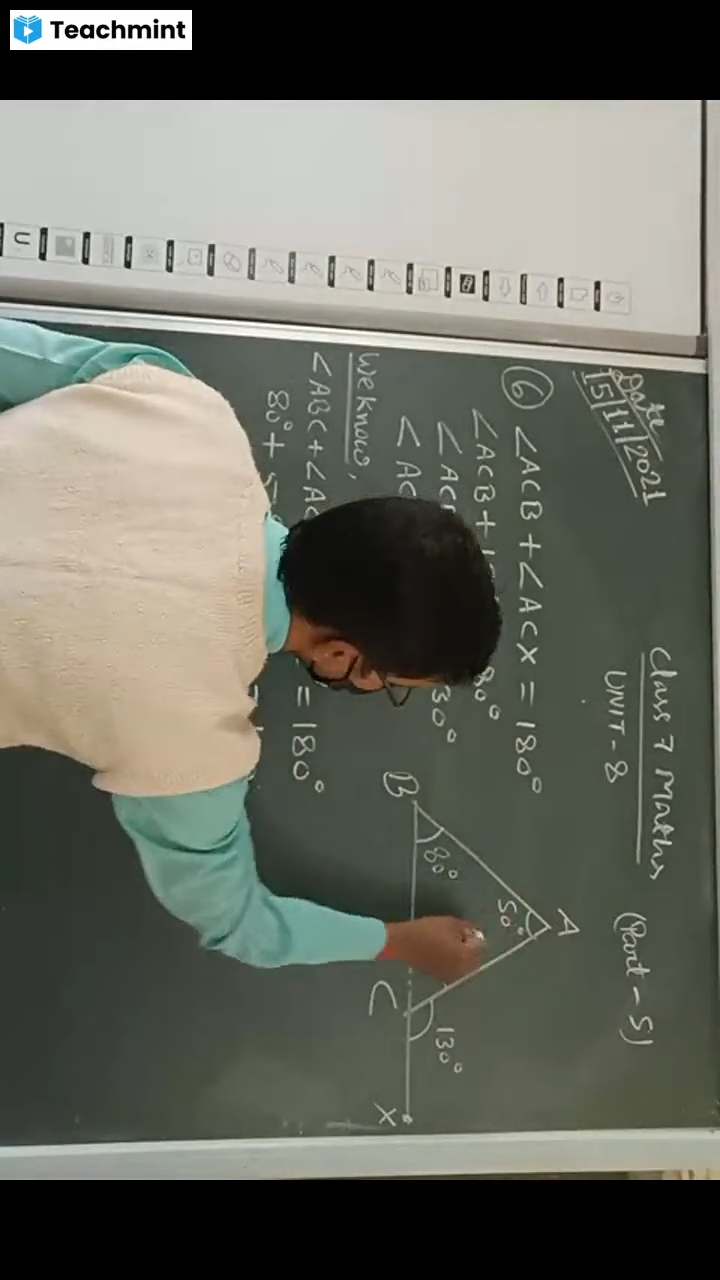 Teachmint
Date
15/11/2021
Class 7 Maths
UNIT-8
(Part-5)
⑥ ∠ACB + ∠ACX = 180°
∠ACB + 80°
∠AC 30°
∠AC
We know,
∠ABC + ∠AC = 180°
80° +
A
50°
B
80°
C
130°
X